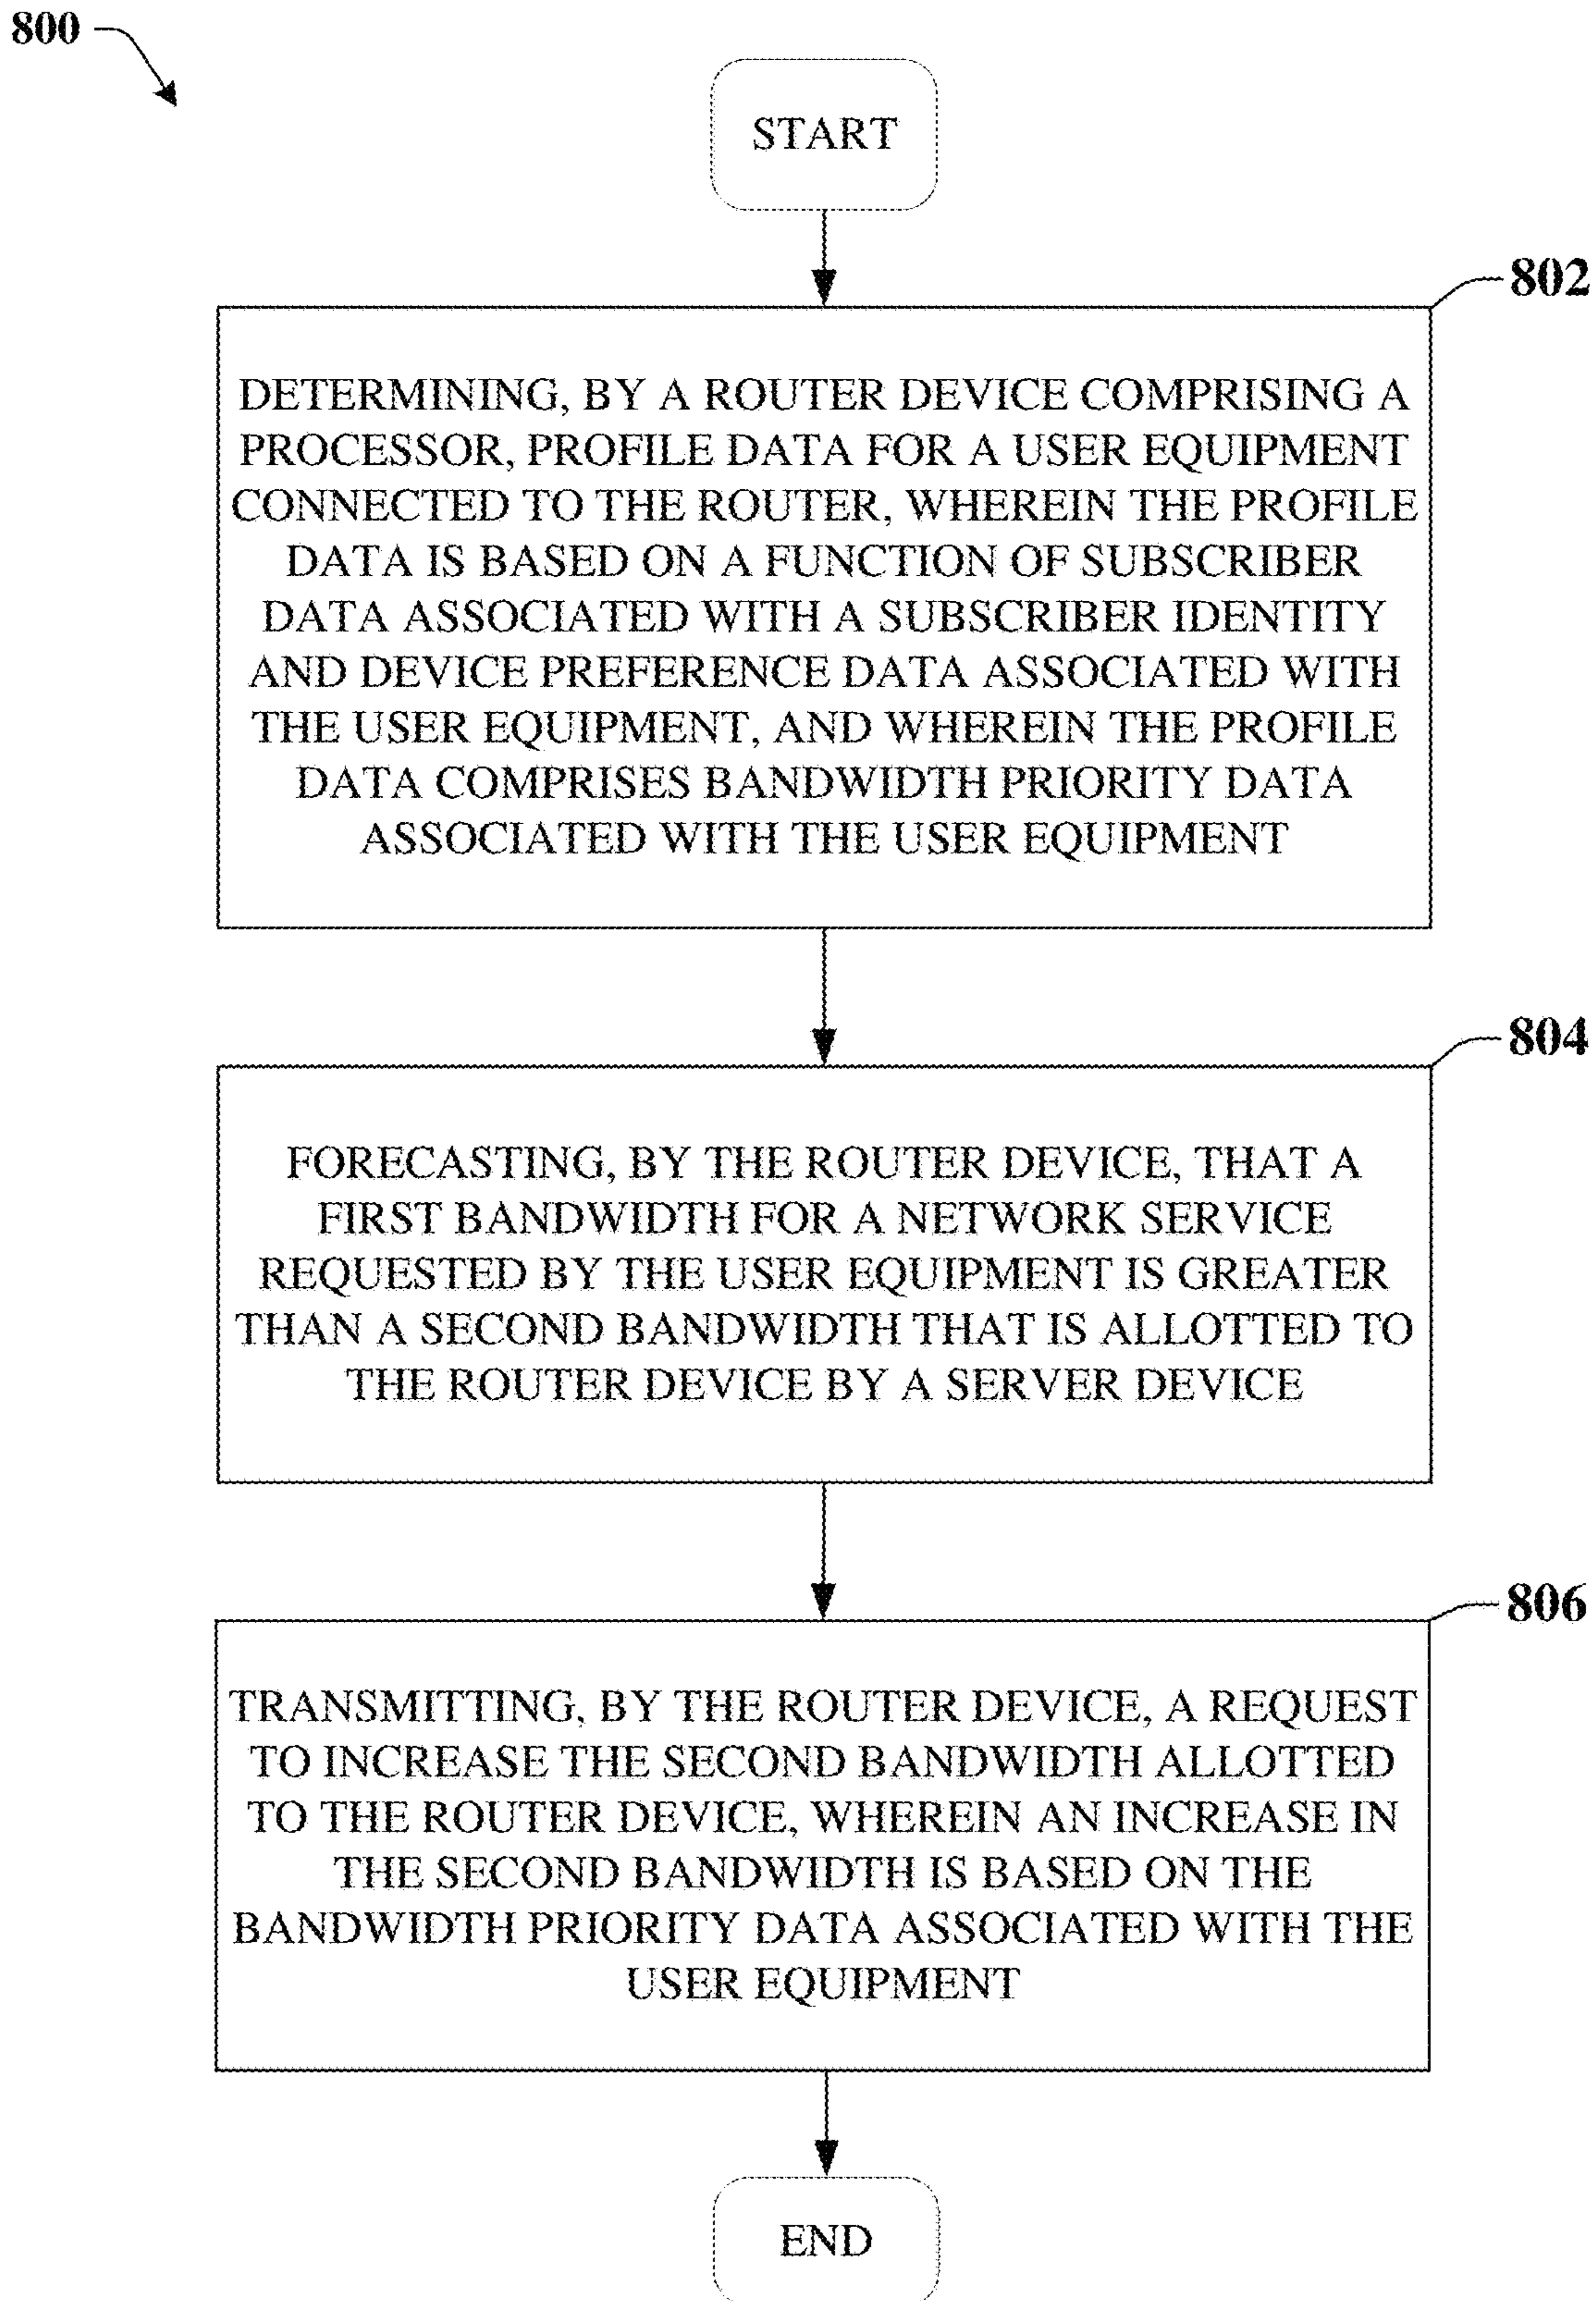 800
START
802
DETERMINING, BY A ROUTER DEVICE COMPRISING A
PROCESSOR, PROFILE DATA FOR A USER EQUIPMENT
CONNECTED TO THE ROUTER, WHEREIN THE PROFILE
DATA IS BASED ON A FUNCTION OF SUBSCRIBER
DATA ASSOCIATED WITH A SUBSCRIBER IDENTITY
AND DEVICE PREFERENCE DATA ASSOCIATED WITH
THE USER EQUIPMENT, AND WHEREIN THE PROFILE
DATA COMPRISES BANDWIDTH PRIORITY DATA
ASSOCIATED WITH THE USER EQUIPMENT
804
FORECASTING, BY THE ROUTER DEVICE, THAT A
FIRST BANDWIDTH FOR A NETWORK SERVICE
REQUESTED BY THE USER EQUIPMENT IS GREATER
THAN A SECOND BANDWIDTH THAT IS ALLOTTED TO
THE ROUTER DEVICE BY A SERVER DEVICE
806
TRANSMITTING, BY THE ROUTER DEVICE, A REQUEST
TO INCREASE THE SECOND BANDWIDTH ALLOTTED
TO THE ROUTER DEVICE, WHEREIN AN INCREASE IN
THE SECOND BANDWIDTH IS BASED ON THE
BANDWIDTH PRIORITY DATA ASSOCIATED WITH THE
USER EQUIPMENT
END